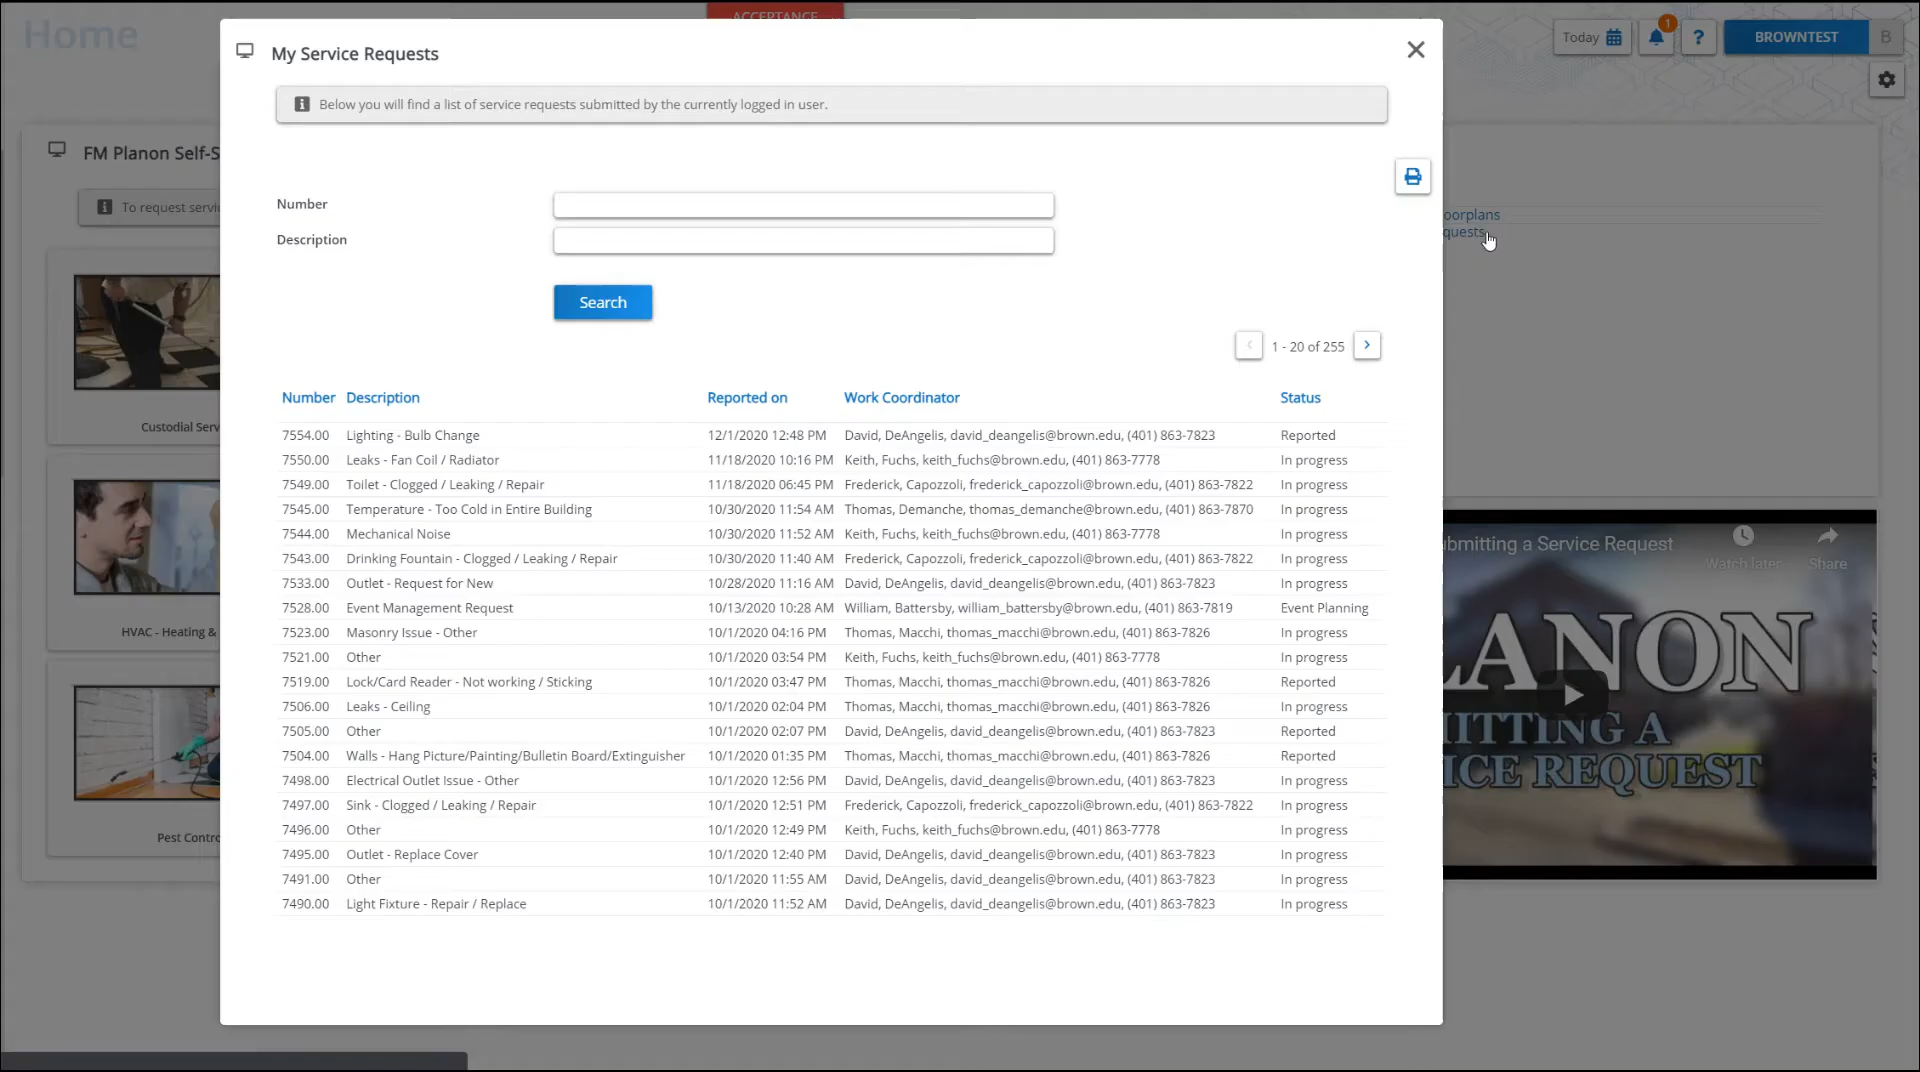 Home
ACCEPTANCE
Today
1
?
BROWNTEST
B
My Service Requests
Below you will find a list of service requests submitted by the currently logged in user.
FM Planon Self-S
To request servi
Number
Description
Search
oorplans
quests
1 - 20 of 255
Number Description Reported on Work Coordinator Status
7554.00 Lighting - Bulb Change 12/1/2020 12:48 PM David, DeAngelis, david_deangelis@brown.edu, (401) 863-7823 Reported
7550.00 Leaks - Fan Coil / Radiator 11/18/2020 10:16 PM Keith, Fuchs, keith_fuchs@brown.edu, (401) 863-7778 In progress
7549.00 Toilet - Clogged / Leaking / Repair 11/18/2020 06:45 PM Frederick, Capozzoli, frederick_capozzoli@brown.edu, (401) 863-7822 In progress
7545.00 Temperature - Too Cold in Entire Building 10/30/2020 11:54 AM Thomas, Demanche, thomas_demanche@brown.edu, (401) 863-7870 In progress
7544.00 Mechanical Noise 10/30/2020 11:52 AM Keith, Fuchs, keith_fuchs@brown.edu, (401) 863-7778 In progress
7543.00 Drinking Fountain - Clogged / Leaking / Repair 10/30/2020 11:40 AM Frederick, Capozzoli, frederick_capozzoli@brown.edu, (401) 863-7822 In progress
7533.00 Outlet - Request for New 10/28/2020 11:16 AM David, DeAngelis, david_deangelis@brown.edu, (401) 863-7823 In progress
7528.00 Event Management Request 10/13/2020 10:28 AM William, Battersby, william_battersby@brown.edu, (401) 863-7819 Event Planning
7523.00 Masonry Issue - Other 10/1/2020 04:16 PM Thomas, Macchi, thomas_macchi@brown.edu, (401) 863-7826 In progress
7521.00 Other 10/1/2020 03:54 PM Keith, Fuchs, keith_fuchs@brown.edu, (401) 863-7778 In progress
7519.00 Lock/Card Reader - Not working / Sticking 10/1/2020 03:47 PM Thomas, Macchi, thomas_macchi@brown.edu, (401) 863-7826 Reported
7506.00 Leaks - Ceiling 10/1/2020 02:04 PM Thomas, Macchi, thomas_macchi@brown.edu, (401) 863-7826 In progress
7505.00 Other 10/1/2020 02:07 PM David, DeAngelis, david_deangelis@brown.edu, (401) 863-7823 Reported
7504.00 Walls - Hang Picture/Painting/Bulletin Board/Extinguisher 10/1/2020 01:35 PM Thomas, Macchi, thomas_macchi@brown.edu, (401) 863-7826 Reported
7498.00 Electrical Outlet Issue - Other 10/1/2020 12:56 PM David, DeAngelis, david_deangelis@brown.edu, (401) 863-7823 In progress
7497.00 Sink - Clogged / Leaking / Repair 10/1/2020 12:51 PM Frederick, Capozzoli, frederick_capozzoli@brown.edu, (401) 863-7822 In progress
7496.00 Other 10/1/2020 12:49 PM Keith, Fuchs, keith_fuchs@brown.edu, (401) 863-7778 In progress
7495.00 Outlet - Replace Cover 10/1/2020 12:40 PM David, DeAngelis, david_deangelis@brown.edu, (401) 863-7823 In progress
7491.00 Other 10/1/2020 11:55 AM David, DeAngelis, david_deangelis@brown.edu, (401) 863-7823 In progress
7490.00 Light Fixture - Repair / Replace 10/1/2020 11:52 AM David, DeAngelis, david_deangelis@brown.edu, (401) 863-7823 In progress
Custodial Serv
HVAC - Heating &
Pest Contro
ubmitting a Service Request
Watch later
Share
LANON
ITTING A
ICE REQUEST